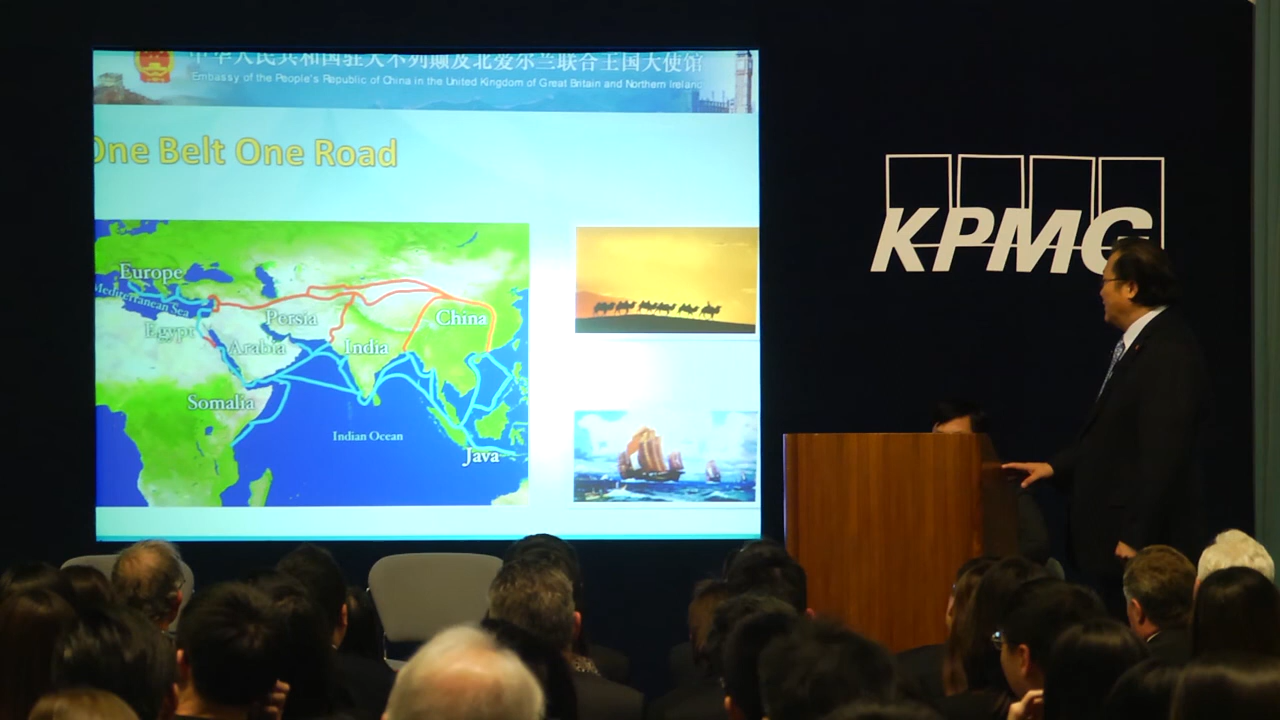 中华人民共和国驻大不列颠及北爱尔兰联合王国大使馆
Embassy of the People's Republic of China in the United Kingdom of Great Britain and Northern Ireland
One Belt One Road
KPMG
Europe
Mediterranean Sea
Egypt
Persia
China
Arabia
India
Somalia
Indian Ocean
Java